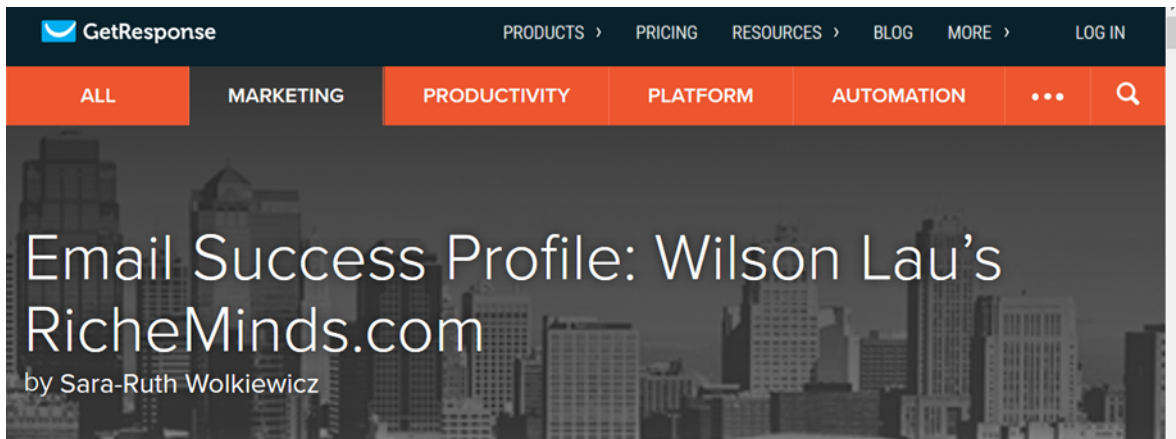 GetResponse PRODUCTS › PRICING RESOURCES › BLOG MORE › LOG IN
ALL MARKETING PRODUCTIVITY PLATFORM AUTOMATION •••
Email Success Profile: Wilson Lau’s
RicheMinds.com
by Sara-Ruth Wolkiewicz